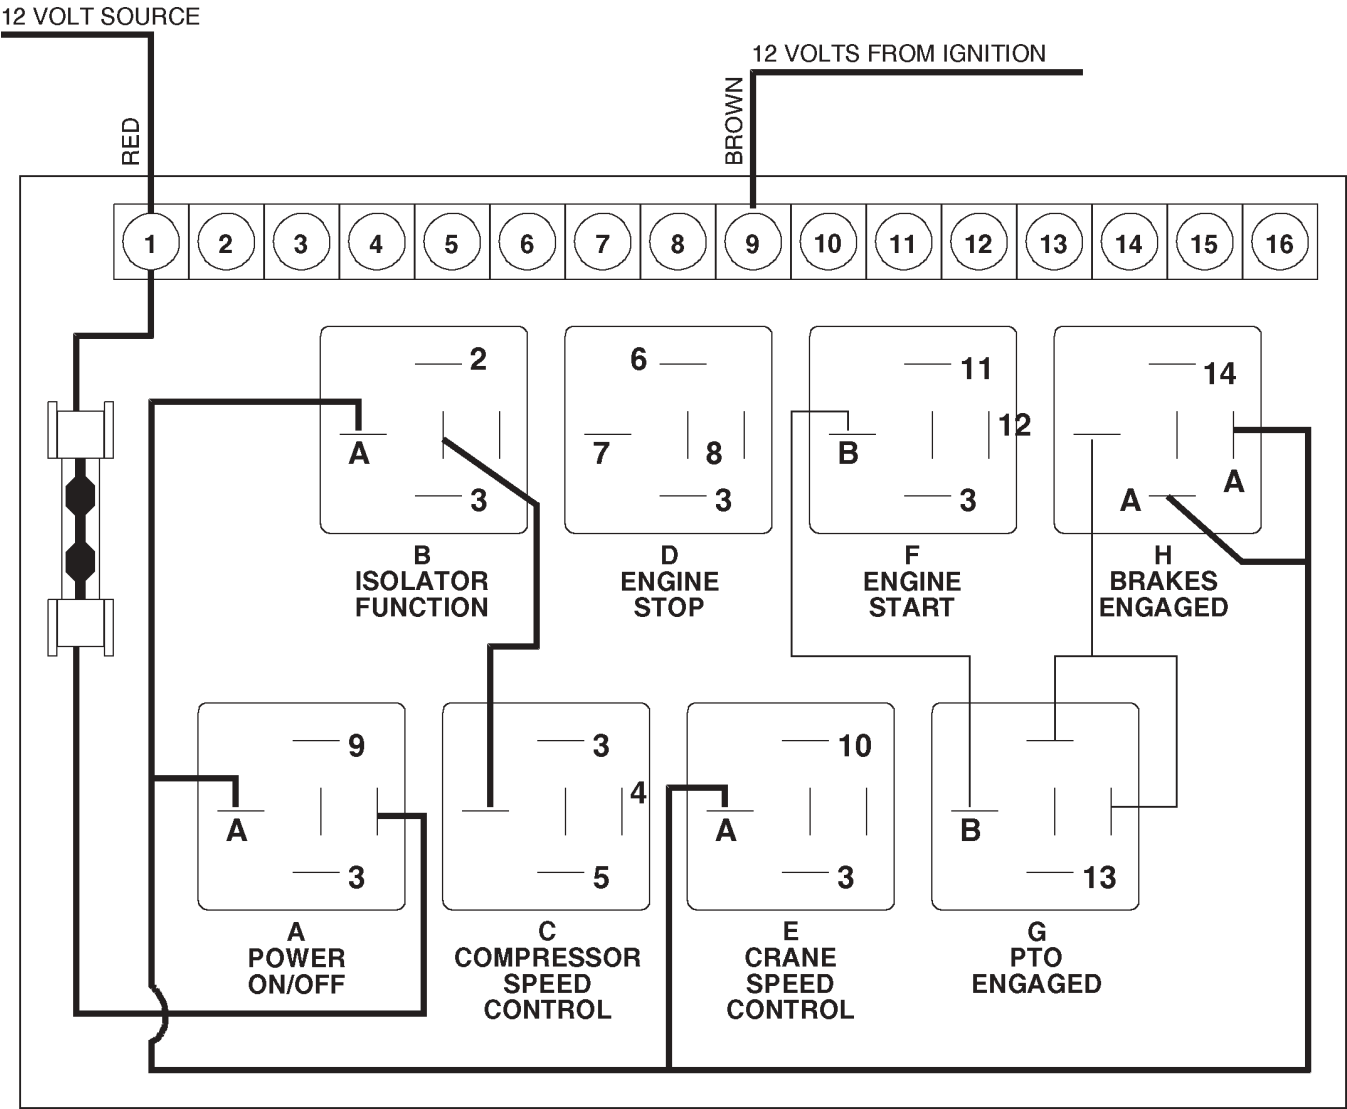 12 VOLT SOURCE
12 VOLTS FROM IGNITION
RED
BROWN
1 2 3 4 5 6 7 8 9 10 11 12 13 14 15 16
2
A
3
B
ISOLATOR
FUNCTION
6
7
8
3
D
ENGINE
STOP
11
12
B
3
F
ENGINE
START
14
A
A
H
BRAKES
ENGAGED
9
A
3
A
POWER
ON/OFF
3
4
5
C
COMPRESSOR
SPEED
CONTROL
10
A
3
E
CRANE
SPEED
CONTROL
B
13
G
PTO
ENGAGED